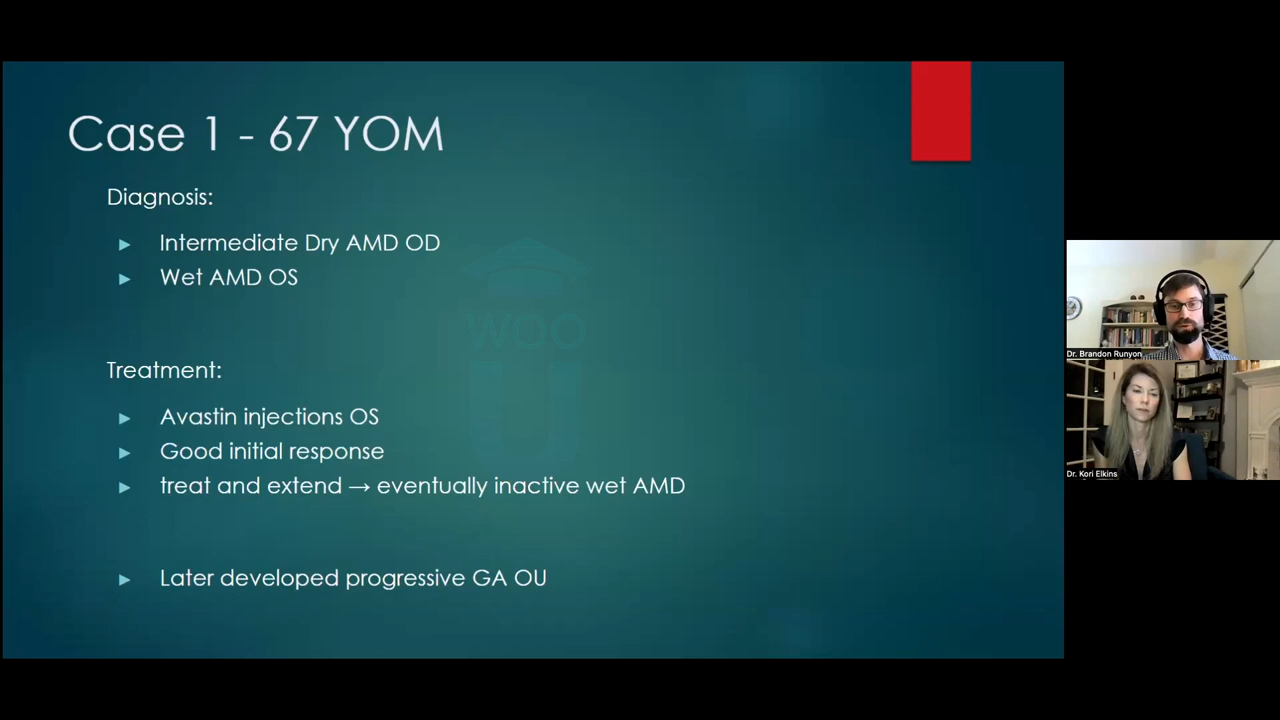 Case 1 - 67 YOM
Diagnosis:
Intermediate Dry AMD OD
Wet AMD OS
WOO
U
Treatment:
Avastin injections OS
Good initial response
treat and extend → eventually inactive wet AMD
Later developed progressive GA OU
Dr. Brandon Runyon
Dr. Kori Elkins